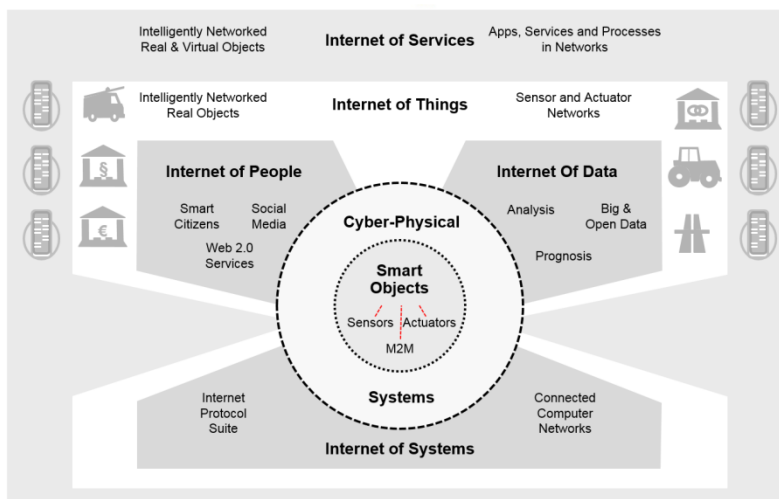 Intelligently Networked
Real & Virtual Objects
Internet of Services
Apps, Services and Processes
in Networks
Intelligently Networked
Real Objects
Internet of Things
Sensor and Actuator
Networks
Internet of People
Smart
Citizens
Social
Media
Web 2.0
Services
Internet Of Data
Analysis
Big &
Open Data
Prognosis
§
€
Cyber-Physical
Smart
Objects
Sensors
Actuators
M2M
Systems
Internet
Protocol
Suite
Connected
Computer
Networks
Internet of Systems